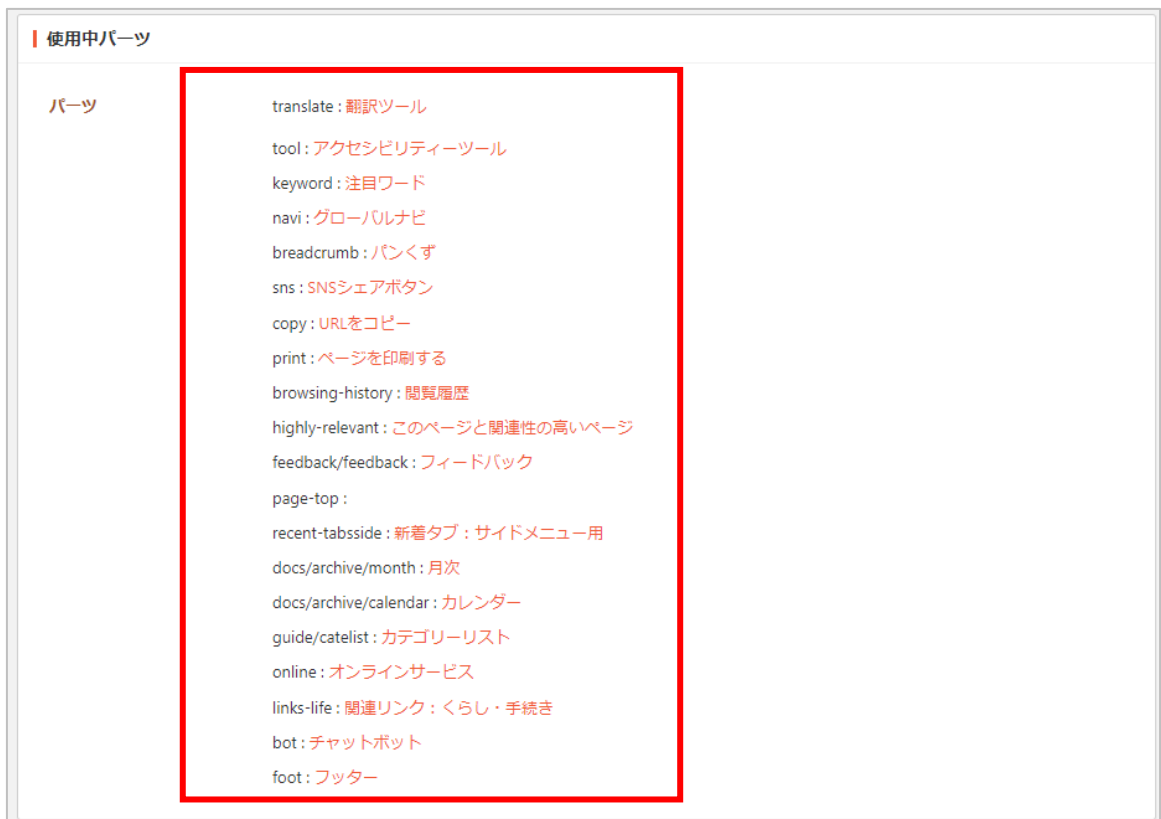 使用中パーツ
パーツ
translate : 翻訳ツール
tool : アクセシビリティーツール
keyword : 注目ワード
navi : グローバルナビ
breadcrumb : パンくず
sns : SNSシェアボタン
copy : URLをコピー
print : ページを印刷する
browsing-history : 閲覧履歴
highly-relevant : このページと関連性の高いページ
feedback/feedback : フィードバック
page-top :
recent-tabsside : 新着タブ：サイドメニュー用
docs/archive/month : 月次
docs/archive/calendar : カレンダー
guide/catelist : カテゴリーリスト
online : オンラインサービス
links-life : 関連リンク：くらし・手続き
bot : チャットボット
foot : フッター